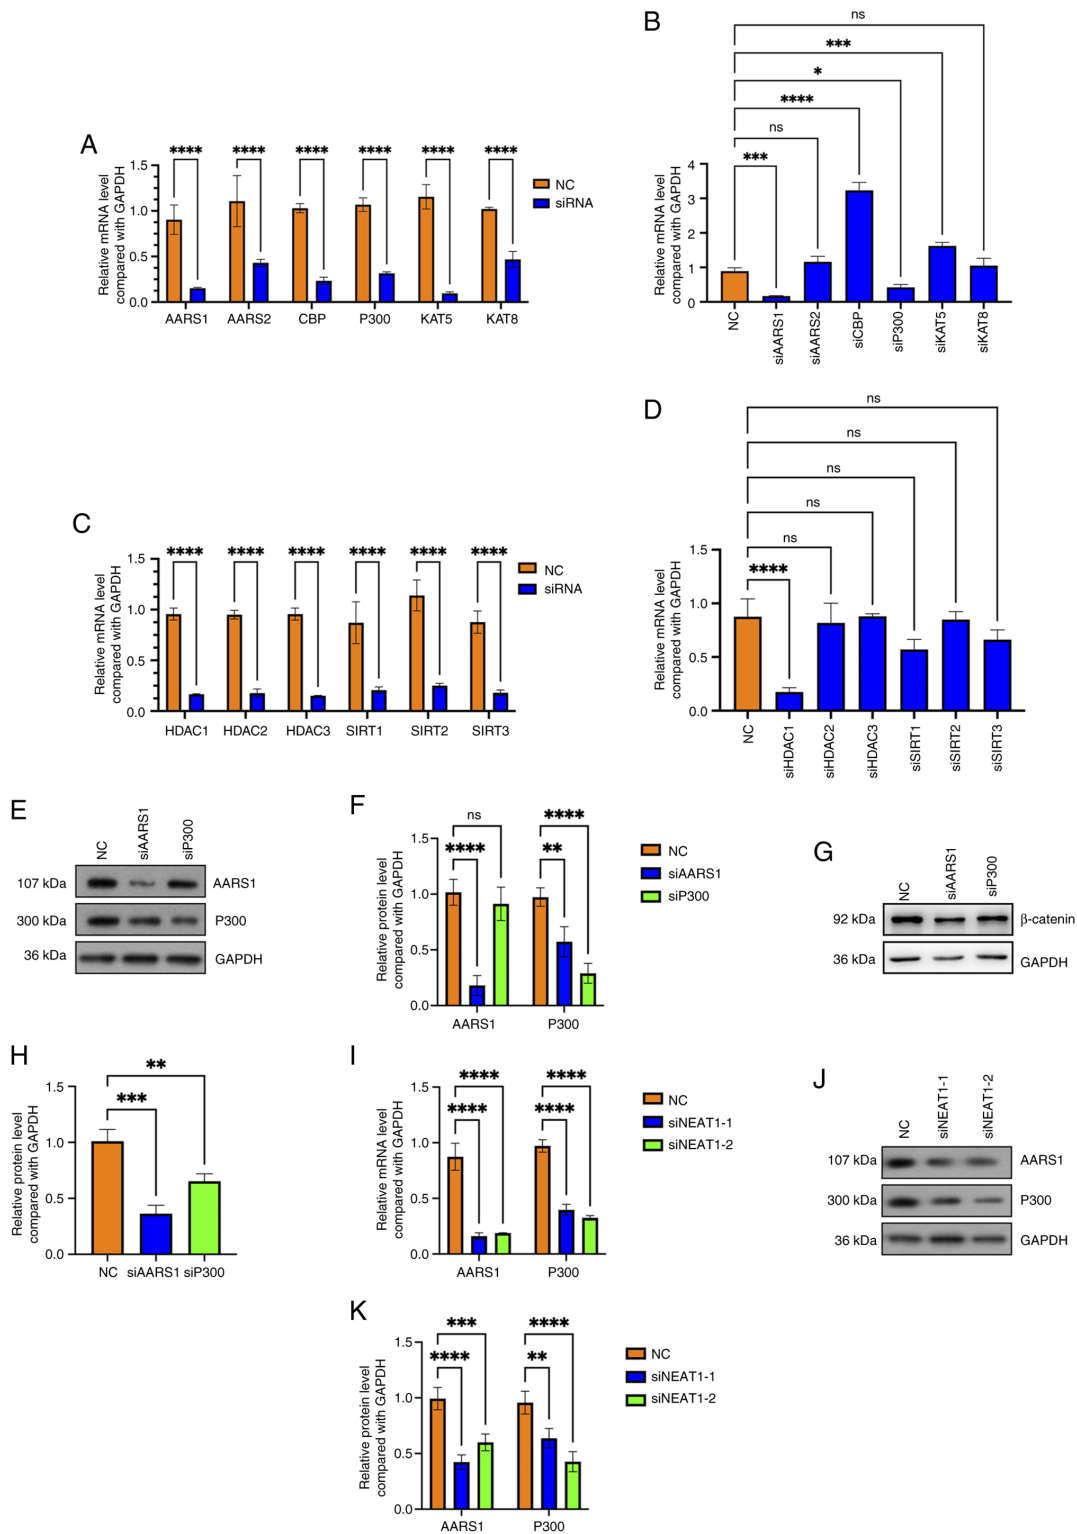 A
Relative mRNA level
compared with GAPDH
1.5
1.0
0.5
0.0
**** **** **** **** **** ****
AARS1 AARS2 CBP P300 KAT5 KAT8
NC
siRNA
B
Relative mRNA level
compared with GAPDH
4
3
2
1
0
ns
***
*
****
ns
***
NC siAARS1 siAARS2 siCBP siP300 siKAT5 siKAT8
C
Relative mRNA level
compared with GAPDH
1.5
1.0
0.5
0.0
**** **** **** **** **** ****
HDAC1 HDAC2 HDAC3 SIRT1 SIRT2 SIRT3
NC
siRNA
D
Relative mRNA level
compared with GAPDH
1.5
1.0
0.5
0.0
ns
ns
ns
ns
ns
****
NC siHDAC1 siHDAC2 siHDAC3 siSIRT1 siSIRT2 siSIRT3
E
NC siAARS1 siP300
107 kDa AARS1
300 kDa P300
36 kDa GAPDH
F
Relative protein level
compared with GAPDH
1.5
1.0
0.5
0.0
ns ****
**** **
AARS1 P300
NC
siAARS1
siP300
G
NC siAARS1 siP300
92 kDa β-catenin
36 kDa GAPDH
H
Relative protein level
compared with GAPDH
1.5
1.0
0.5
0.0
**
***
NC siAARS1 siP300
I
Relative mRNA level
compared with GAPDH
1.5
1.0
0.5
0.0
**** ****
**** ****
AARS1 P300
NC
siNEAT1-1
siNEAT1-2
J
NC siNEAT1-1 siNEAT1-2
107 kDa AARS1
300 kDa P300
36 kDa GAPDH
K
Relative protein level
compared with GAPDH
1.5
1.0
0.5
0.0
*** ****
**** **
AARS1 P300
NC
siNEAT1-1
siNEAT1-2